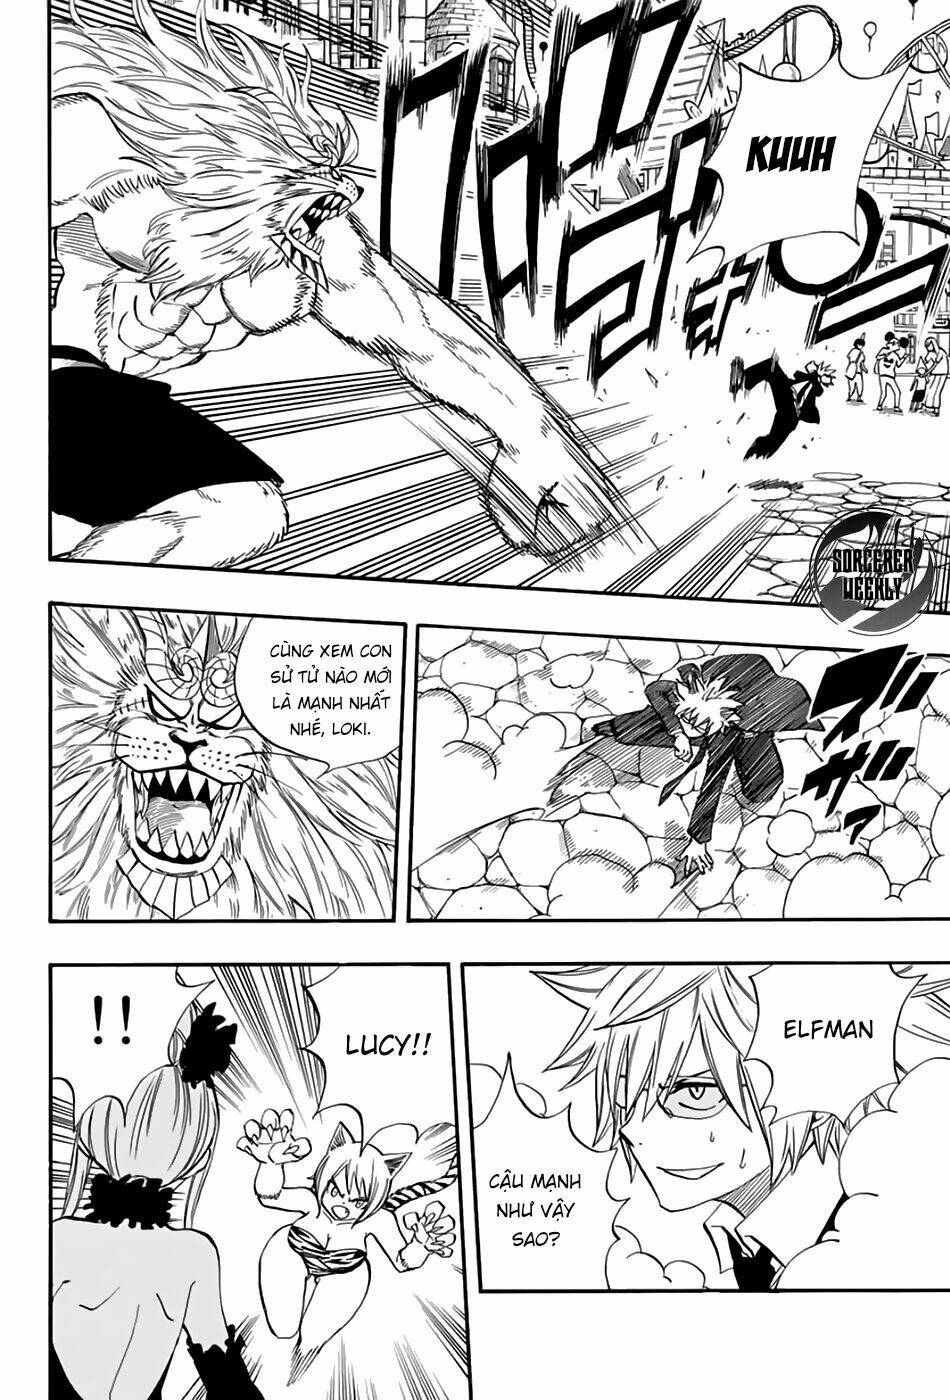 KUUH
SORCERER
WEEKLY
CÙNG XEM CON
SƯ TỬ NÀO MỚI
LÀ MẠNH NHẤT
NHÉ, LOKI.
ELFMAN
CẬU MẠNH
NHƯ VẬY
SAO?
LUCY!!
!!